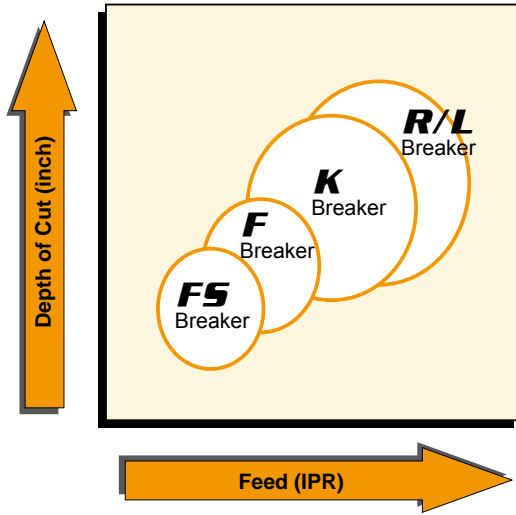 R/L
Breaker
K
Breaker
F
Breaker
FS
Breaker
Depth of Cut (inch)
Feed (IPR)